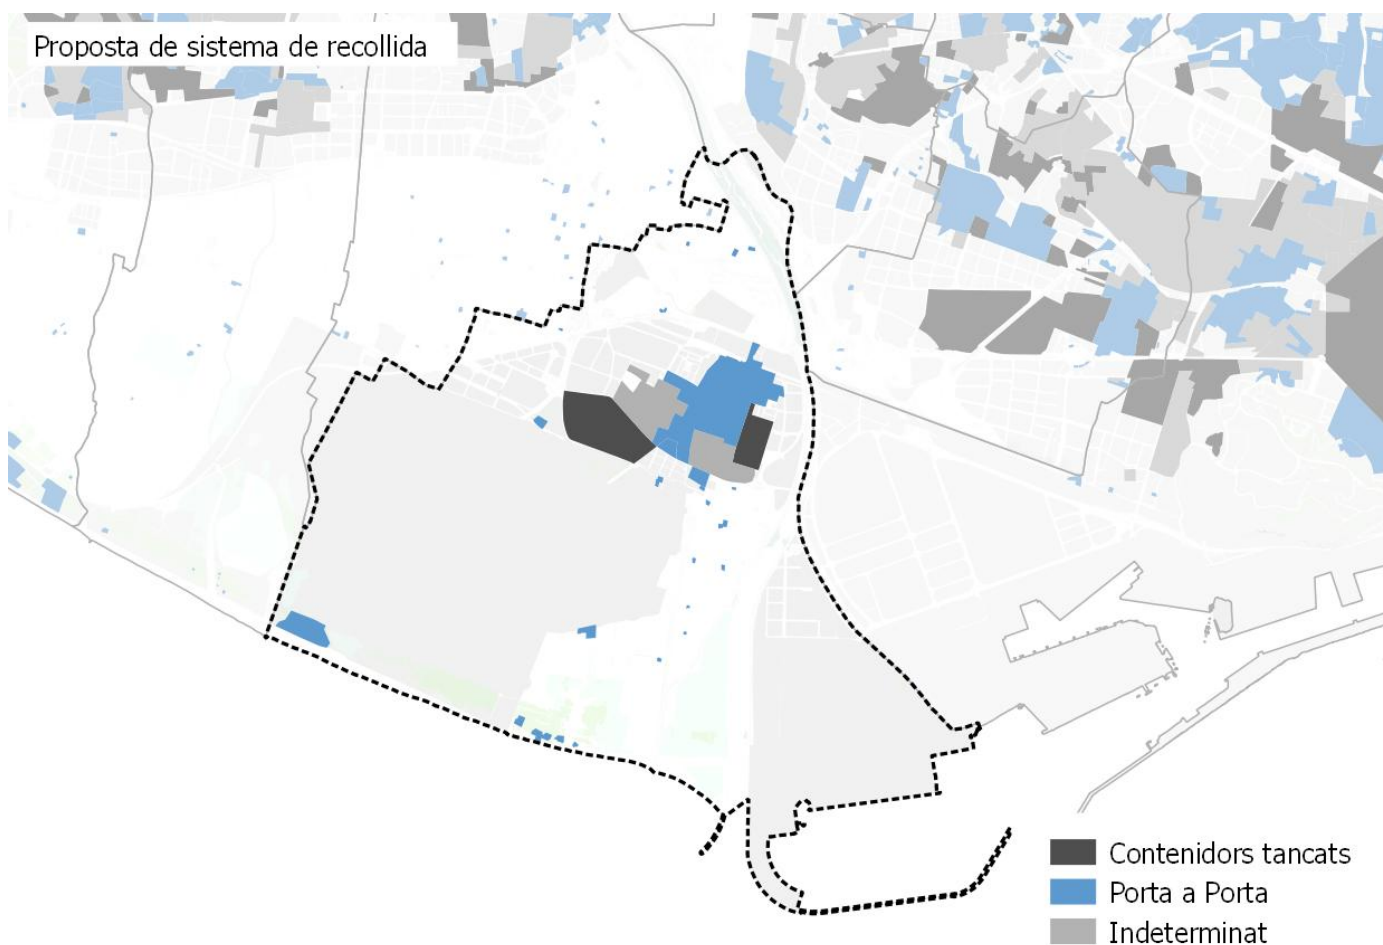 Proposta de sistema de recollida
Contenidors tancats
Porta a Porta
Indeterminat